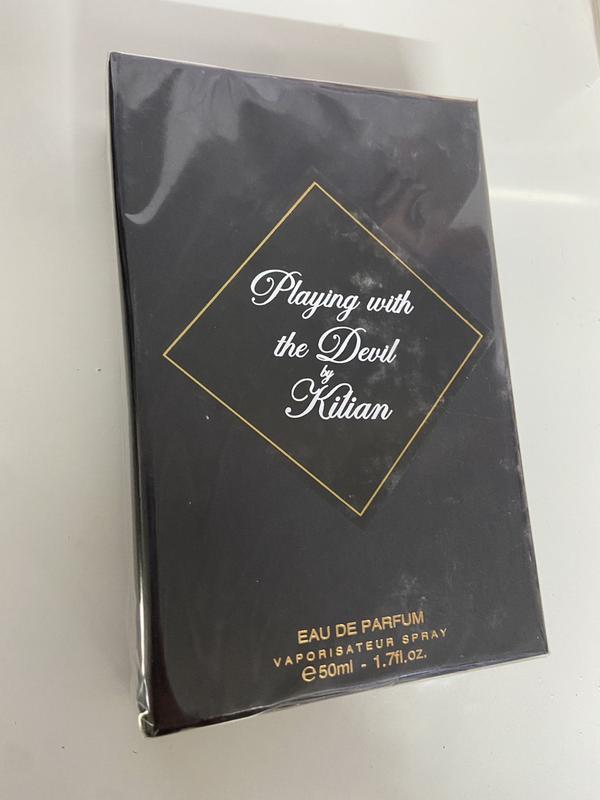 Playing with
the Devil
by
Kilian
EAU DE PARFUM
VAPORISATEUR SPRAY
℮50ml - 1.7fl.oz.